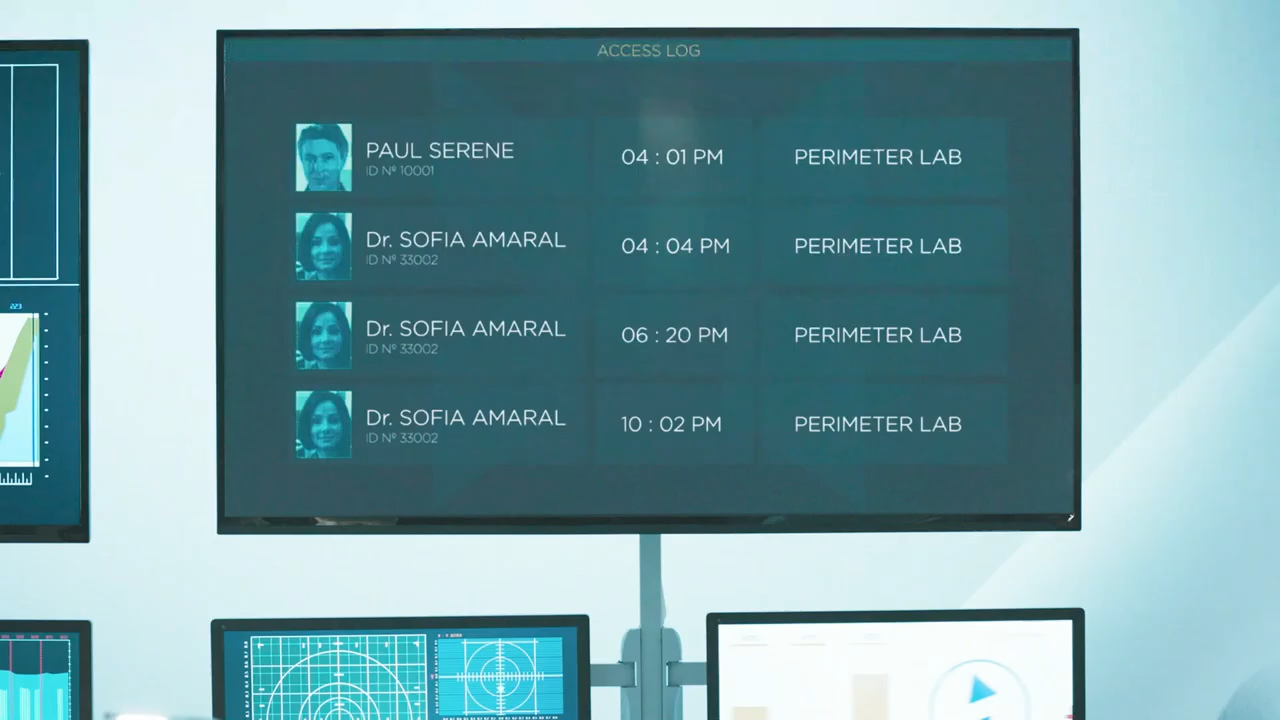 ACCESS LOG
PAUL SERENE
ID Nº 10001
04 : 01 PM
PERIMETER LAB
Dr. SOFIA AMARAL
ID Nº 33002
04 : 04 PM
PERIMETER LAB
Dr. SOFIA AMARAL
ID Nº 33002
06 : 20 PM
PERIMETER LAB
Dr. SOFIA AMARAL
ID Nº 33002
10 : 02 PM
PERIMETER LAB
223